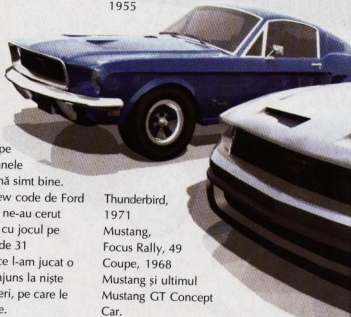 1955
pe
nele
nă simt bine.
ew code de Ford
ne-au cerut
cu jocul pe
de 31
ce l-am jucat o
ajuns la niște
eri, pe care le
e.
Thunderbird,
1971
Mustang,
Focus Rally, 49
Coupe, 1968
Mustang și ultimul
Mustang GT Concept
Car.